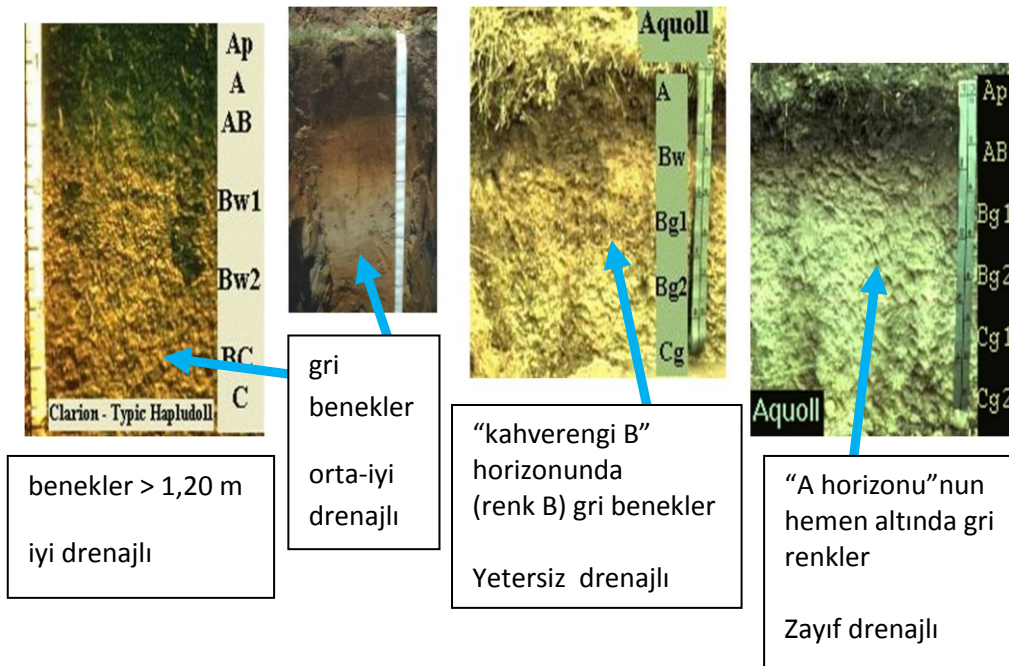 Ap
A
AB
Bw1
Bw2
BC
C
Clarion - Typic Hapludoll
Aquoll
A
Bw
Bg1
Bg2
Cg
Ap
AB
Bg1
Bg2
Cg1
Cg2
Aquoll
benekler > 1,20 m
iyi drenajlı
gri
benekler
orta-iyi
drenajlı
“kahverengi B”
horizonunda
(renk B) gri benekler
Yetersiz drenajlı
“A horizonu”nun
hemen altında gri
renkler
Zayıf drenajlı